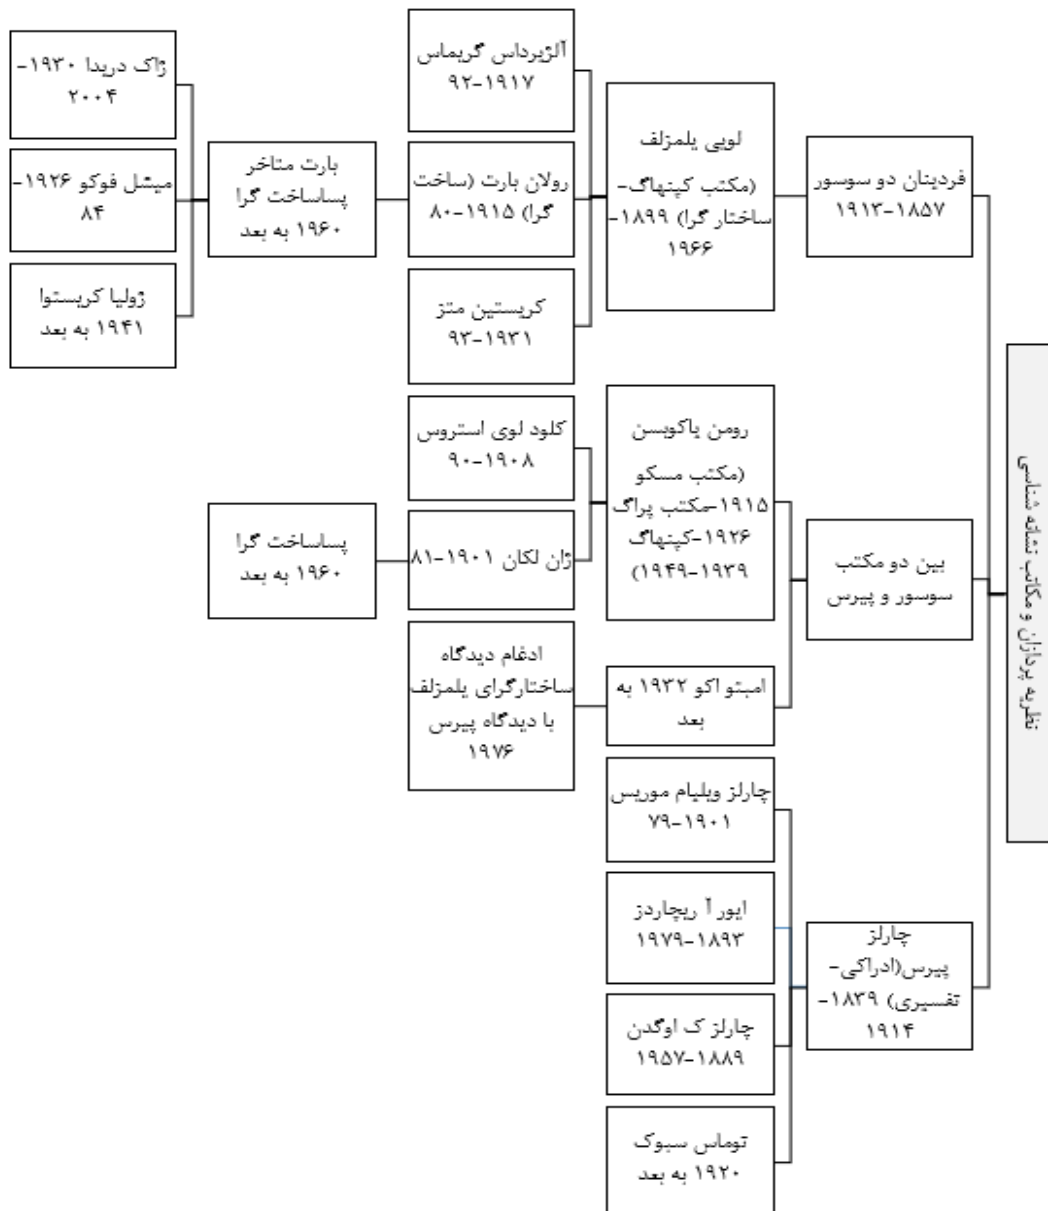 نظریه پردازان و مکاتب نشانه شناسی
فردینان دو سوسور
۱۸۵۷-۱۹۱۳
لویی یلمزلف
(مکتب کپنهاگ-
ساختار گرا) ۱۸۹۹-
۱۹۶۶
آلژیرداس گریماس
۱۹۱۷-۹۲
رولان بارت (ساخت
گرا) ۱۹۱۵-۸۰
کریستین متز
۱۹۳۱-۹۳
بارت متاخر
پساساخت گرا
۱۹۶۰ به بعد
ژاک دریدا ۱۹۳۰-
۲۰۰۴
میشل فوکو ۱۹۲۶-
۸۴
ژولیا کریستوا
۱۹۴۱ به بعد
بین دو مکتب
سوسور و پیرس
رومن یاکوبسن
(مکتب مسکو
۱۹۱۵-مکتب پراگ
۱۹۲۶-کپنهاگ
۱۹۳۹-۱۹۴۹)
کلود لوی استروس
۱۹۰۸-۹۰
ژان لکان ۱۹۰۱-۸۱
پساساخت گرا
۱۹۶۰ به بعد
امبتو اکو ۱۹۳۲ به
بعد
ادغام دیدگاه
ساختارگرای یلمزلف
با دیدگاه پیرس
۱۹۷۶
چارلز
پیرس(ادراکی-
تفسیری) ۱۸۳۹-
۱۹۱۴
چارلز ویلیام موریس
۱۹۰۱-۷۹
ایور آ ریچاردز
۱۸۹۳-۱۹۷۹
چارلز ک اوگدن
۱۸۸۹-۱۹۵۷
توماس سبوک
۱۹۲۰ به بعد